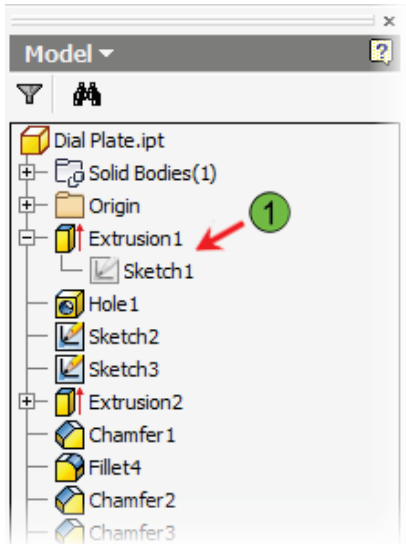 Model
?
Dial Plate.ipt
Solid Bodies(1)
Origin
1
Extrusion1
Sketch1
Hole1
Sketch2
Sketch3
Extrusion2
Chamfer1
Fillet4
Chamfer2
Chamfer3